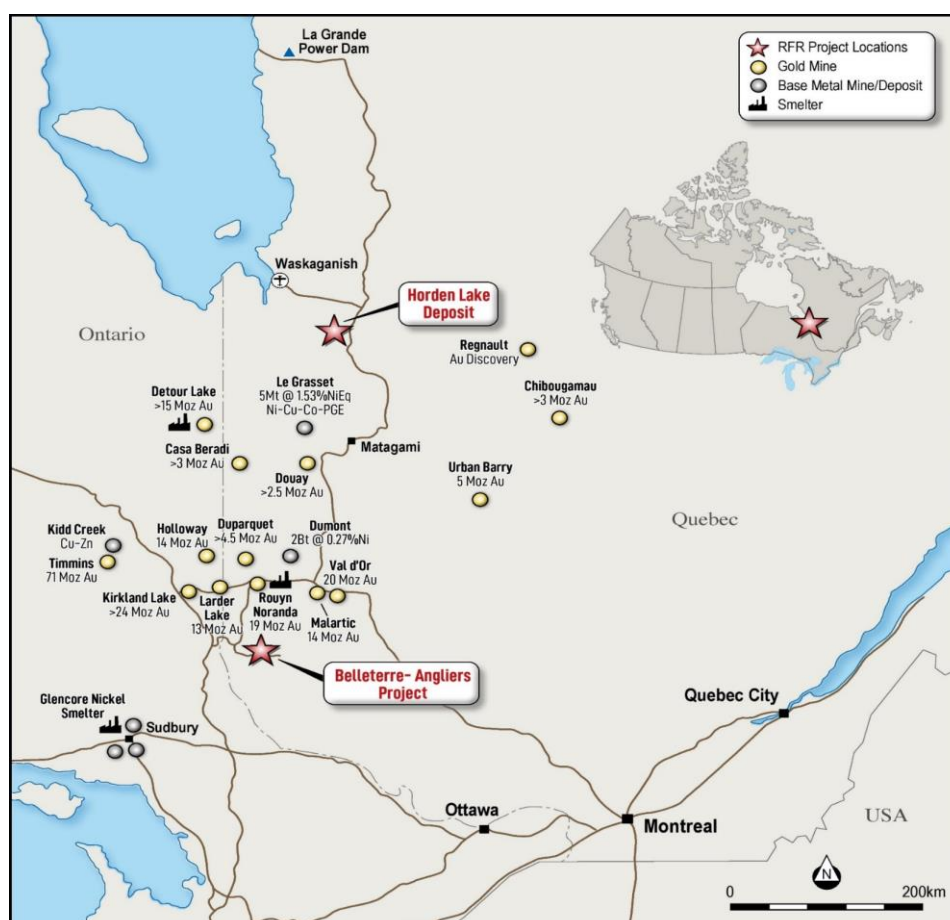 La Grande
Power Dam
RFR Project Locations
Gold Mine
Base Metal Mine/Deposit
Smelter
Waskaganish
Horden Lake
Deposit
Ontario
Regnault
Au Discovery
Le Grasset
5Mt @ 1.53%NiEq
Ni-Cu-Co-PGE
Detour Lake
>15 Moz Au
Chibougamau
>3 Moz Au
Matagami
Casa Beradi
>3 Moz Au
Douay
>2.5 Moz Au
Urban Barry
5 Moz Au
Quebec
Kidd Creek
Cu-Zn
Timmins
71 Moz Au
Holloway
14 Moz Au
Duparquet
>4.5 Moz Au
Dumont
2Bt @ 0.27%Ni
Val d'Or
20 Moz Au
Kirkland Lake
>24 Moz Au
Larder
Lake
13 Moz Au
Rouyn
Noranda
19 Moz Au
Malartic
14 Moz Au
Belleterre- Angliers
Project
Glencore Nickel
Smelter
Sudbury
Quebec City
Ottawa
Montreal
USA
N
0
200km